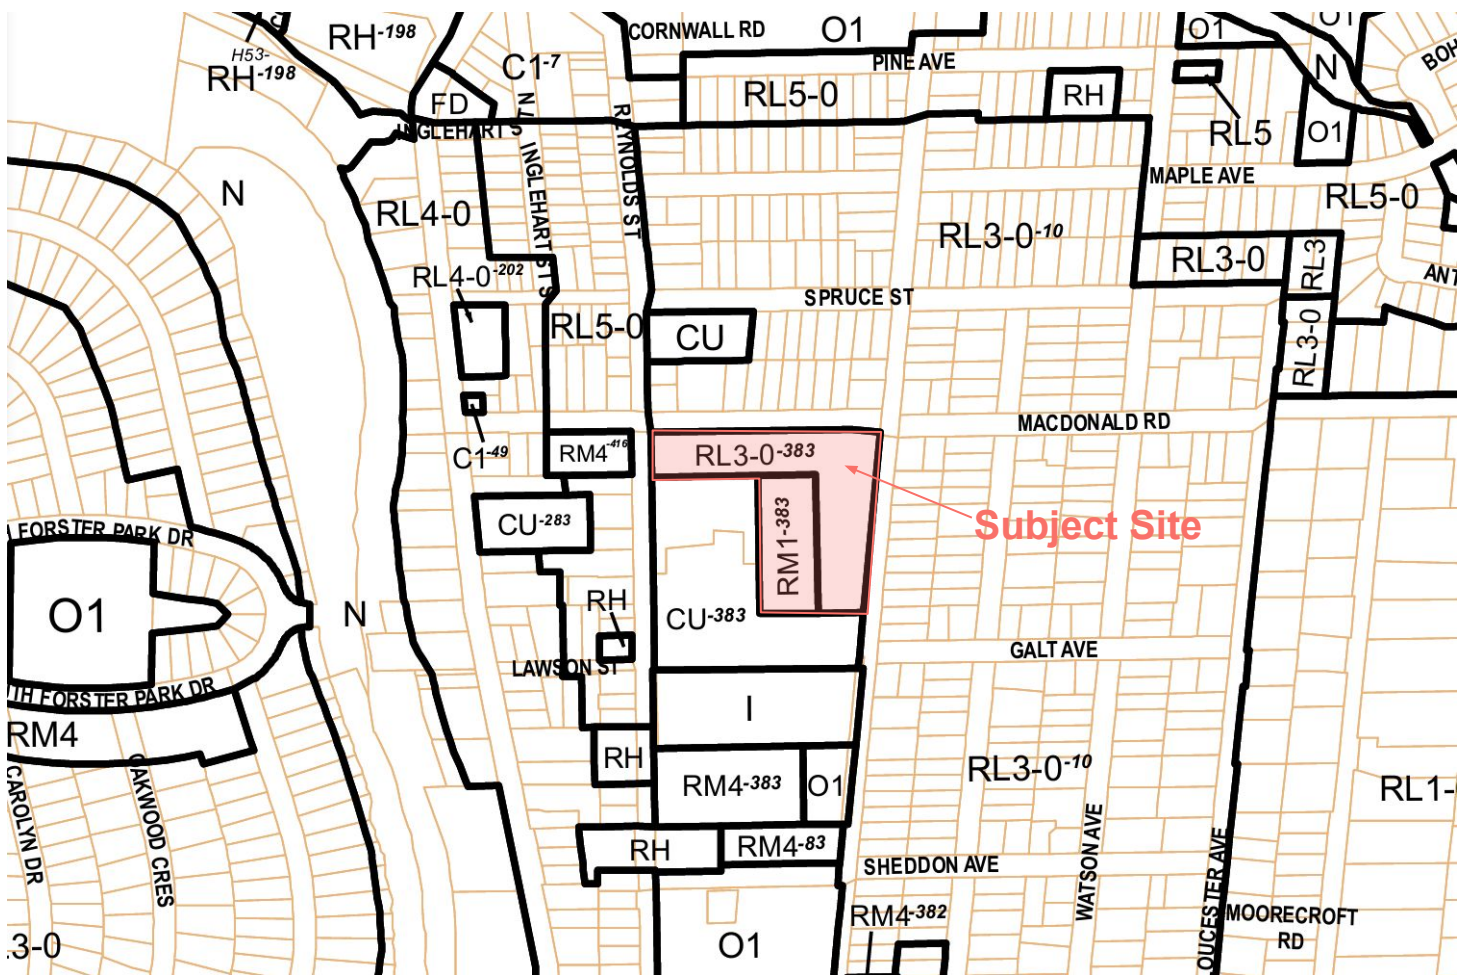 CORNWALL RD
O1
O1
O1
RH-198
H53-
RH-198
C1-7
PINE AVE
N
BOH
FD
RL5-0
RH
RL5
O1
INGLEHART S
N
REYNOLDS ST
INGLEHART ST S
MAPLE AVE
N
RL4-0
RL3-0-10
RL5-0
RL3-0
RL3
RL4-0-202
SPRUCE ST
ANT
RL5-0
CU
RL3-0
MACDONALD RD
C1-49
RM4-416
RL3-0-383
CU-283
RM1-383
Subject Site
FORSTER PARK DR
O1
N
RH
CU-383
GALT AVE
LAWSON ST
TH FORSTER PARK DR
RM4
I
RH
RM4-383
O1
RL3-0-10
RL1-
CAROLYN DR
OAKWOOD CRES
RH
RM4-83
SHEDDON AVE
WATSON AVE
OUCESTER AVE
RM4-382
MOORECROFT
RD
3-0
O1